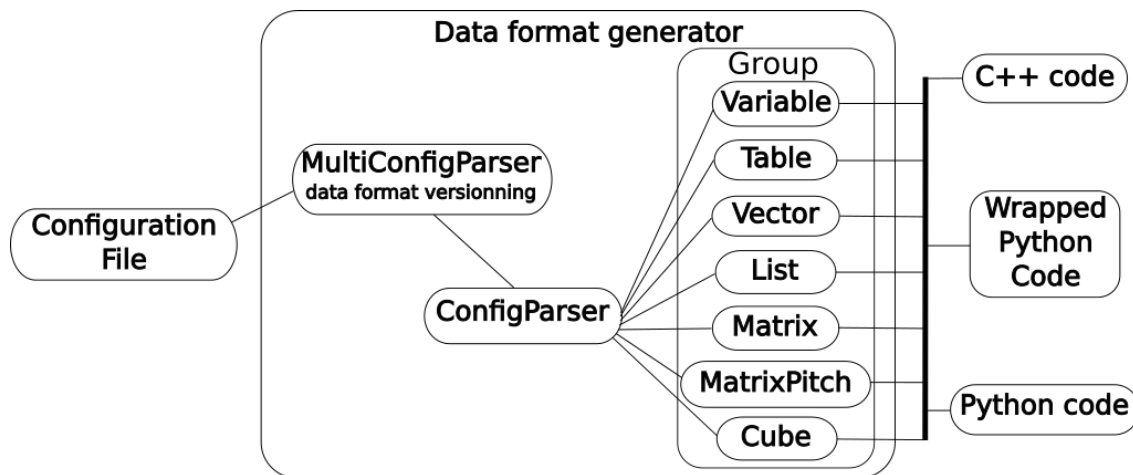 Data format generator
Group
Variable
Table
Vector
List
Matrix
MatrixPitch
Cube
MultiConfigParser
data format versionning
Configuration
File
ConfigParser
C++ code
Wrapped
Python
Code
Python code